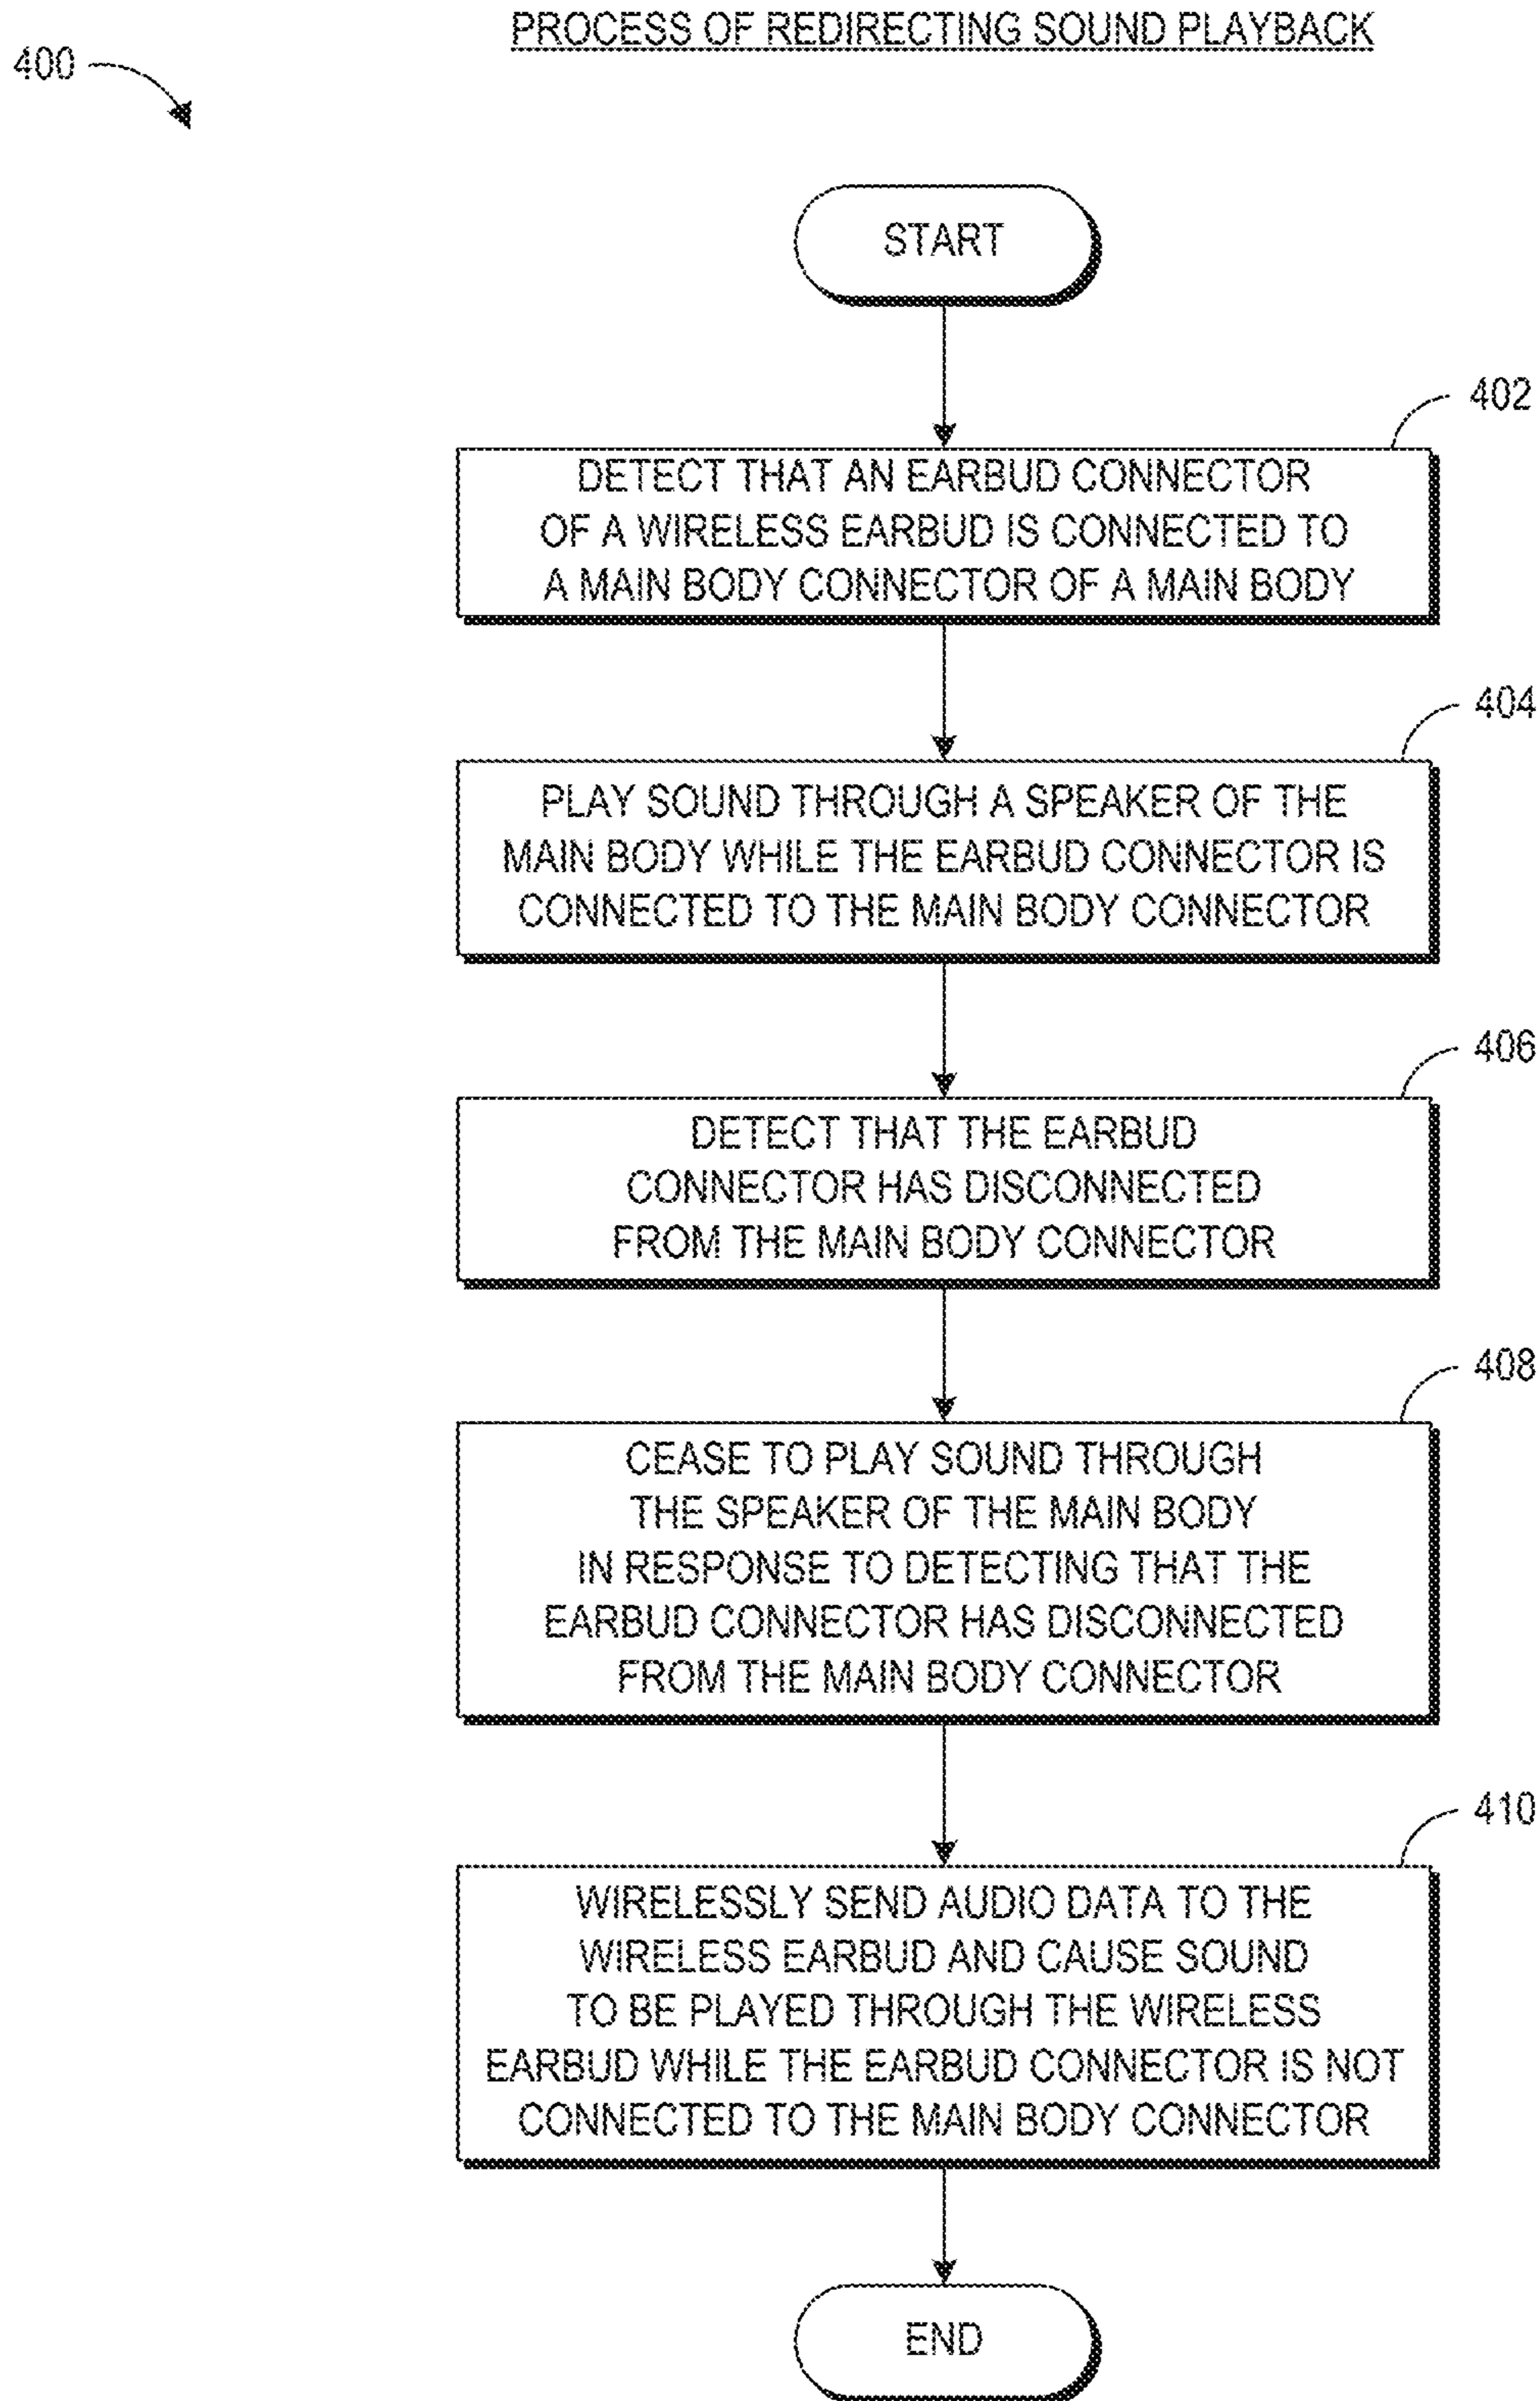 PROCESS OF REDIRECTING SOUND PLAYBACK
400
START
402
DETECT THAT AN EARBUD CONNECTOR
OF A WIRELESS EARBUD IS CONNECTED TO
A MAIN BODY CONNECTOR OF A MAIN BODY
404
PLAY SOUND THROUGH A SPEAKER OF THE
MAIN BODY WHILE THE EARBUD CONNECTOR IS
CONNECTED TO THE MAIN BODY CONNECTOR
406
DETECT THAT THE EARBUD
CONNECTOR HAS DISCONNECTED
FROM THE MAIN BODY CONNECTOR
408
CEASE TO PLAY SOUND THROUGH
THE SPEAKER OF THE MAIN BODY
IN RESPONSE TO DETECTING THAT THE
EARBUD CONNECTOR HAS DISCONNECTED
FROM THE MAIN BODY CONNECTOR
410
WIRELESSLY SEND AUDIO DATA TO THE
WIRELESS EARBUD AND CAUSE SOUND
TO BE PLAYED THROUGH THE WIRELESS
EARBUD WHILE THE EARBUD CONNECTOR IS NOT
CONNECTED TO THE MAIN BODY CONNECTOR
END